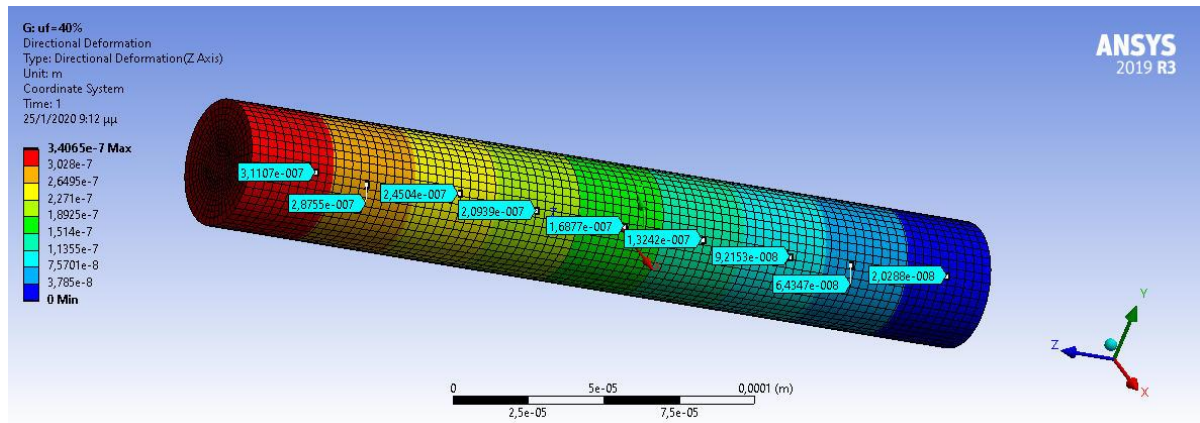 G: uf=40%
Directional Deformation
Type: Directional Deformation(Z Axis)
Unit: m
Coordinate System
Time: 1
25/1/2020 9:12 μμ
ANSYS
2019 R3
3,4065e-7 Max
3,028e-7
2,6495e-7
2,271e-7
1,8925e-7
1,514e-7
1,1355e-7
7,5701e-8
3,785e-8
0 Min
3,1107e-007
2,8755e-007
2,4504e-007
2,0939e-007
1,6877e-007
1,3242e-007
9,2153e-008
6,4347e-008
2,0288e-008
Y
Z
X
0 5e-05 0,0001 (m)
2,5e-05 7,5e-05